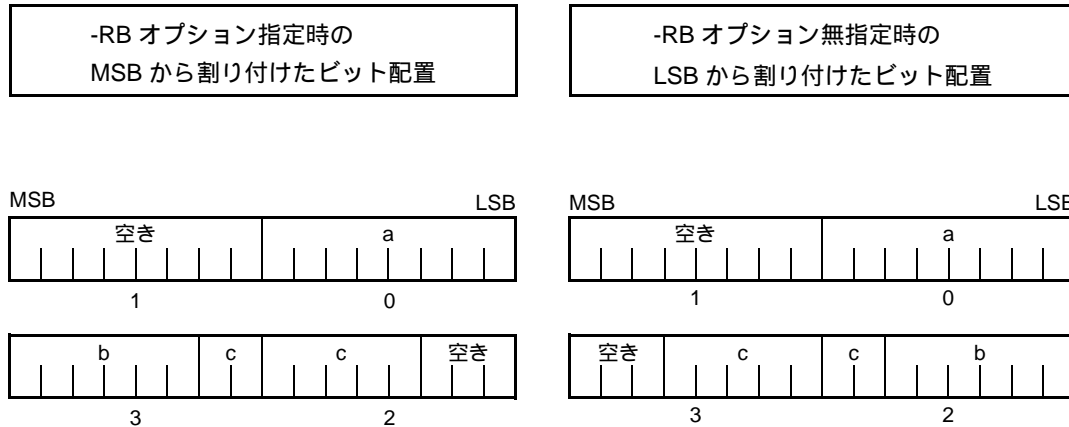 -RB オプション指定時の
MSB から割り付けたビット配置
-RB オプション無指定時の
LSB から割り付けたビット配置
MSB LSB
空き a
1 0
b c c 空き
3 2
MSB LSB
空き a
1 0
空き c c b
3 2